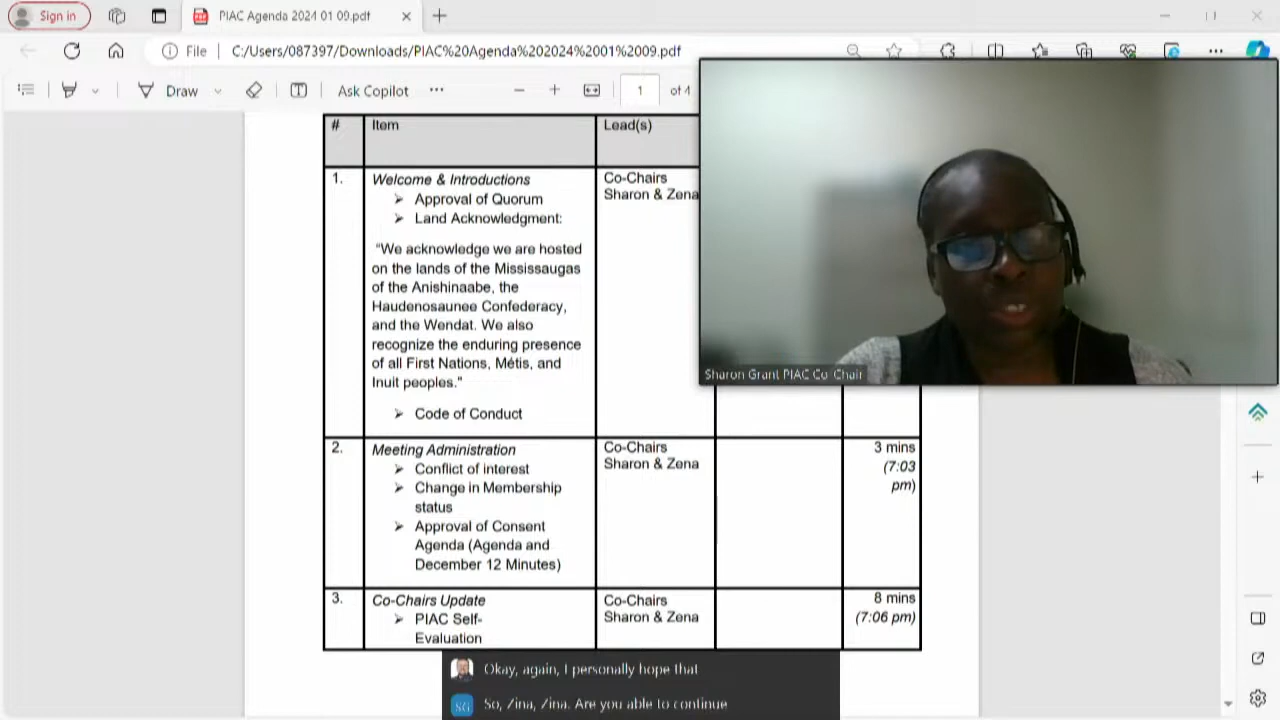 Sign in
PIAC Agenda 2024 01 09.pdf
File
C:/Users/087397/Downloads/PIAC%20Agenda%202024%2001%2009.pdf
Draw
Ask Copilot
1
of 4
#
Item
Lead(s)
1.
Welcome & Introductions
Approval of Quorum
Land Acknowledgment:
"We acknowledge we are hosted
on the lands of the Mississaugas
of the Anishinaabe, the
Haudenosaunee Confederacy,
and the Wendat. We also
recognize the enduring presence
of all First Nations, Métis, and
Inuit peoples."
Code of Conduct
Co-Chairs
Sharon & Zena
Sharon Grant PIAC Co-Chair
2.
Meeting Administration
Conflict of interest
Change in Membership
status
Approval of Consent
Agenda (Agenda and
December 12 Minutes)
Co-Chairs
Sharon & Zena
3 mins
(7:03
pm)
3.
Co-Chairs Update
PIAC Self-
Evaluation
Co-Chairs
Sharon & Zena
8 mins
(7:06 pm)
Okay, again, I personally hope that
SG
So, Zina, Zina. Are you able to continue